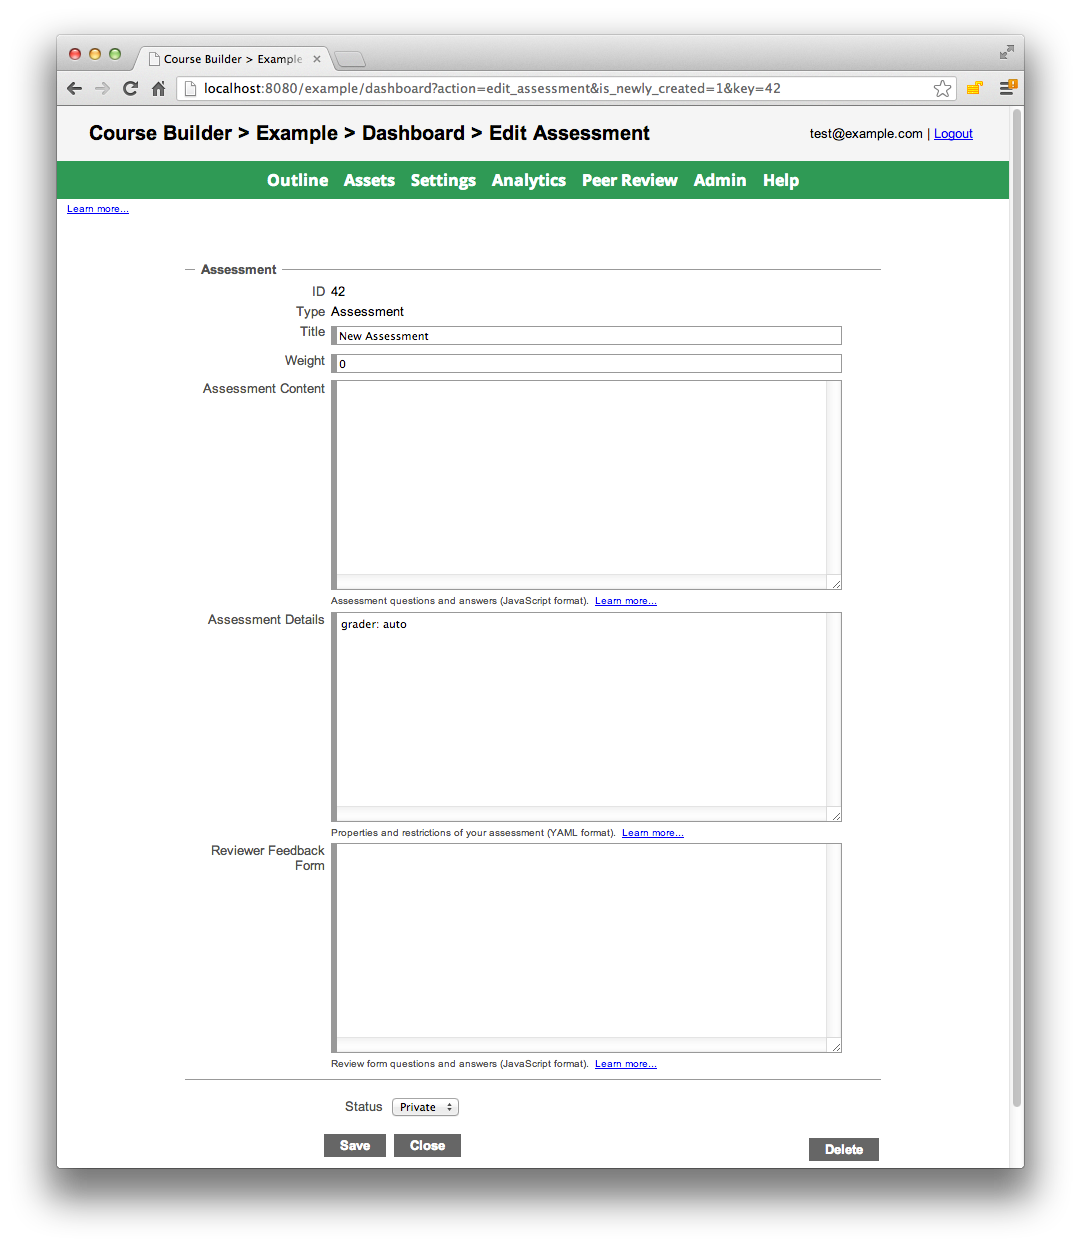 Course Builder > Example
localhost:8080/example/dashboard?action=edit_assessment&is_newly_created=1&key=42
Course Builder > Example > Dashboard > Edit Assessment
test@example.com | Logout
Outline Assets Settings Analytics Peer Review Admin Help
Learn more...
Assessment
ID 42
Type Assessment
Title New Assessment
Weight 0
Assessment Content
Assessment questions and answers (JavaScript format). Learn more...
Assessment Details grader: auto
Properties and restrictions of your assessment (YAML format). Learn more...
Reviewer Feedback
Form
Review form questions and answers (JavaScript format). Learn more...
Status Private
Save Close Delete